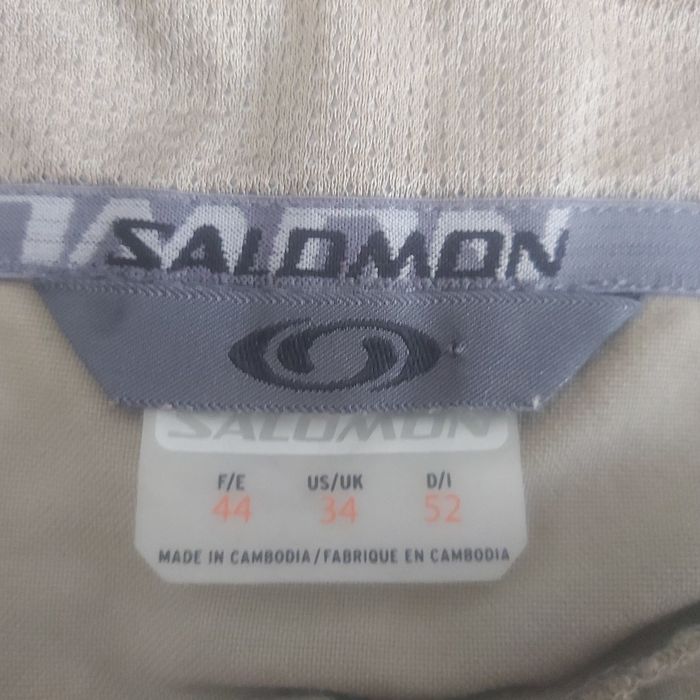 SALOMON
SALOMON
F/E US/UK D/I
44 34 52
MADE IN CAMBODIA/FABRIQUE EN CAMBODIA